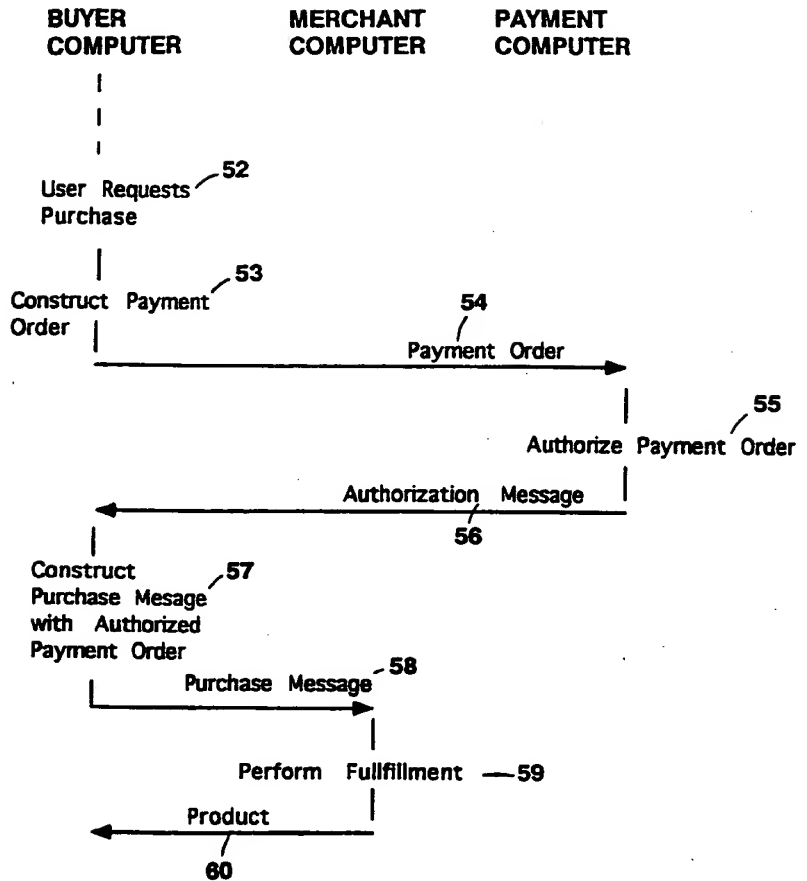 BUYER COMPUTER
MERCHANT COMPUTER
PAYMENT COMPUTER
52
User Requests
Purchase
53
Construct Payment
Order
54
Payment Order
55
Authorize Payment Order
Authorization Message
56
Construct
57
Purchase Mesage
with Authorized
Payment Order
58
Purchase Message
Perform Fullfillment
59
Product
60